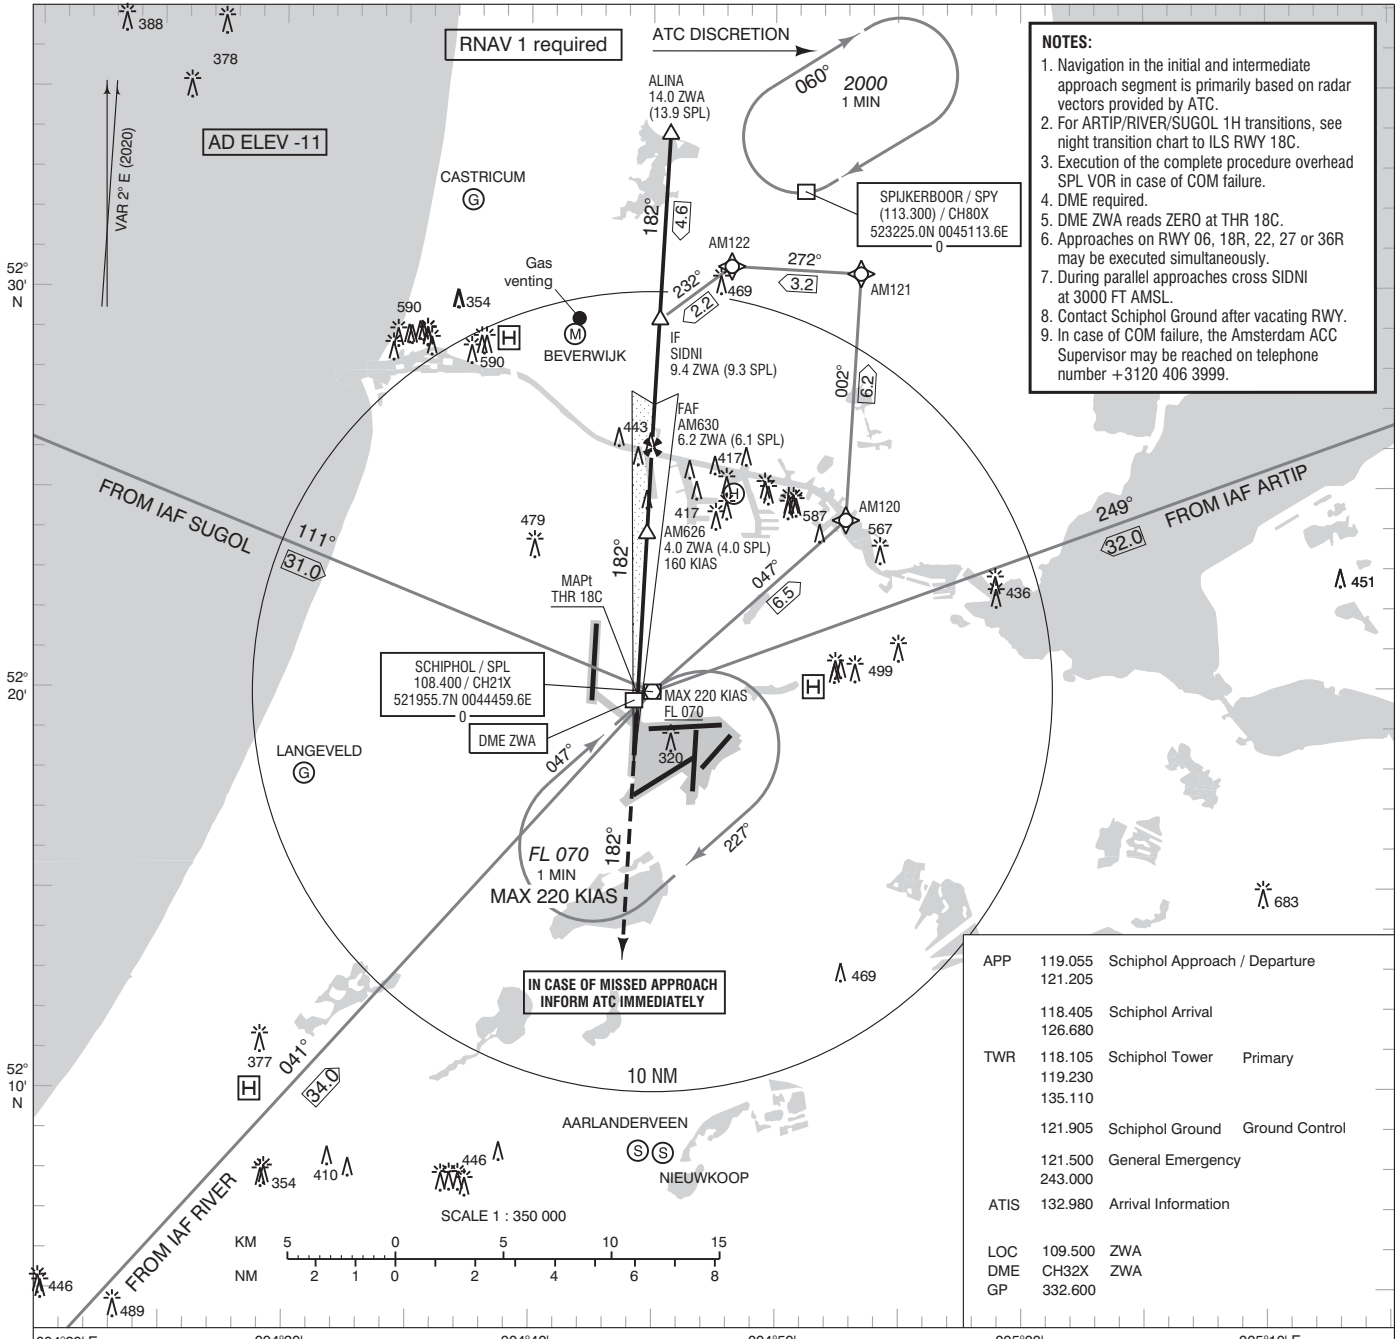 388
378
RNAV 1 required
ATC DISCRETION
060°
2000
1 MIN
VAR 2° E (2020)
AD ELEV -11
ALINA
14.0 ZWA
(13.9 SPL)
CASTRICUM
G
NOTES:
1. Navigation in the initial and intermediate
approach segment is primarily based on radar
vectors provided by ATC.
2. For ARTIP/RIVER/SUGOL 1H transitions, see
night transition chart to ILS RWY 18C.
3. Execution of the complete procedure overhead
SPL VOR in case of COM failure.
4. DME required.
5. DME ZWA reads ZERO at THR 18C.
6. Approaches on RWY 06, 18R, 22, 27 or 36R
may be executed simultaneously.
7. During parallel approaches cross SIDNI
at 3000 FT AMSL.
8. Contact Schiphol Ground after vacating RWY.
9. In case of COM failure, the Amsterdam ACC
Supervisor may be reached on telephone
number +3120 406 3999.
SPIJKERBOOR / SPY
(113.300) / CH80X
523225.0N 0045113.6E
0
182°
4.6
AM122
272°
3.2
AM121
52°
30'
N
Gas
venting
354
590
H
590
M
BEVERWIJK
232°
2.2
469
IF
SIDNI
9.4 ZWA (9.3 SPL)
002°
6.2
FAF
AM630
6.2 ZWA (6.1 SPL)
443
417
H
417
587
AM120
567
AM626
4.0 ZWA (4.0 SPL)
160 KIAS
479
182°
FROM IAF SUGOL
111°
31.0
249°
FROM IAF ARTIP
32.0
047°
6.5
436
451
MAPt
THR 18C
499
H
52°
20'
SCHIPHOL / SPL
108.400 / CH21X
521955.7N 0044459.6E
0
DME ZWA
MAX 220 KIAS
FL 070
320
LANGEVELD
G
047°
227°
182°
FL 070
1 MIN
MAX 220 KIAS
683
469
IN CASE OF MISSED APPROACH
INFORM ATC IMMEDIATELY
10 NM
377
H
041°
34.0
52°
10'
N
AARLANDERVEEN
S
S
NIEUWKOOP
354
410
446
FROM IAF RIVER
446
489
SCALE 1 : 350 000
KM 5 0 5 10 15
NM 2 1 0 2 4 6 8
APP 119.055 Schiphol Approach / Departure
121.205
118.405 Schiphol Arrival
126.680
TWR 118.105 Schiphol Tower Primary
119.230
135.110
121.905 Schiphol Ground Ground Control
121.500 General Emergency
243.000
ATIS 132.980 Arrival Information
LOC 109.500 ZWA
DME CH32X ZWA
GP 332.600